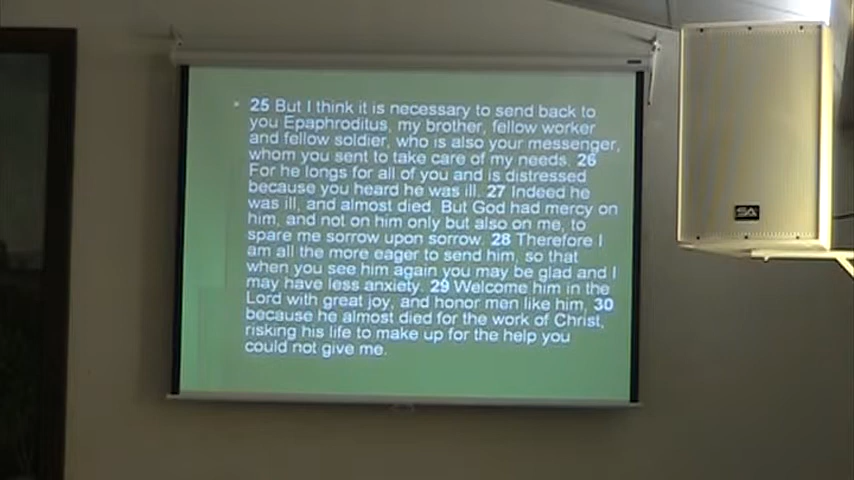 25 But I think it is necessary to send back to
you Epaphroditus, my brother, fellow worker
and fellow soldier, who is also your messenger,
whom you sent to take care of my needs. 26
For he longs for all of you and is distressed
because you heard he was ill. 27 Indeed he
was ill, and almost died. But God had mercy on
him, and not on him only but also on me, to
spare me sorrow upon sorrow. 28 Therefore I
am all the more eager to send him, so that
when you see him again you may be glad and I
may have less anxiety. 29 Welcome him in the
Lord with great joy, and honor men like him, 30
because he almost died for the work of Christ,
risking his life to make up for the help you
could not give me.
SA